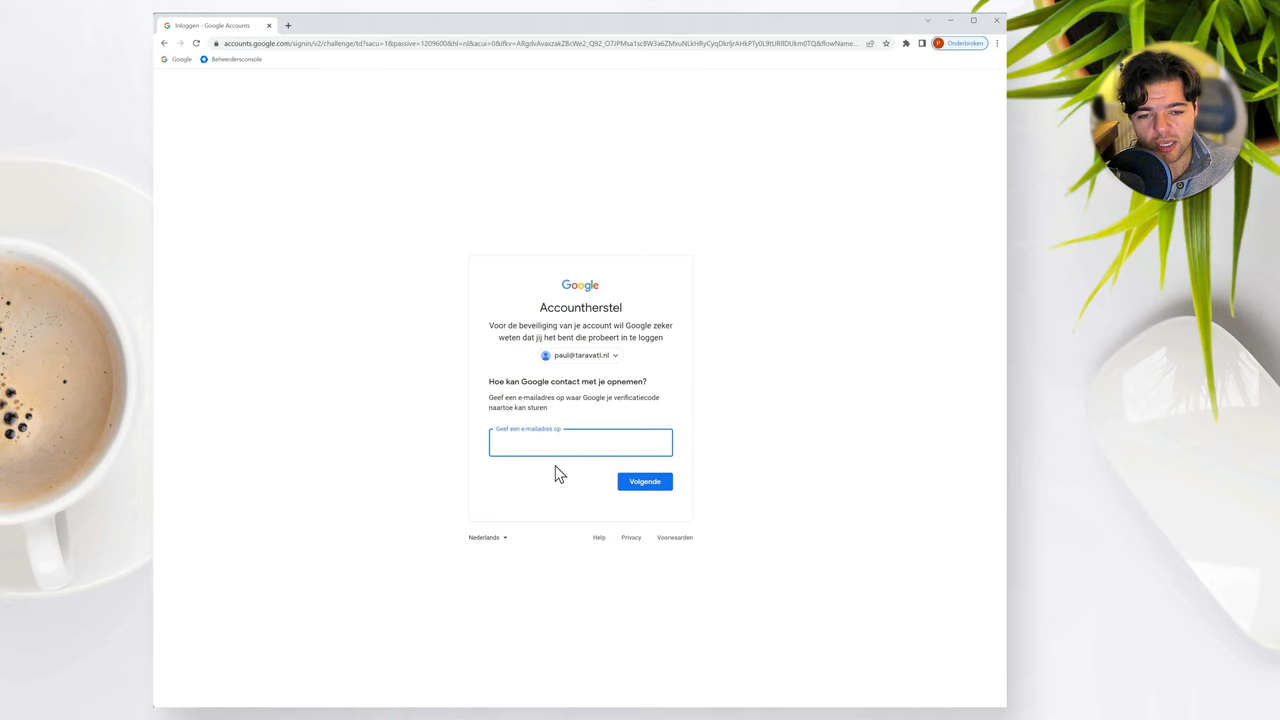 Inloggen - Google Accounts
Onderbroken
Google
Beheerdersconsole
Google
Accountherstel
Voor de beveiliging van je account wil Google zeker
weten dat jij het bent die probeert in te loggen
paul@taravati.nl
Hoe kan Google contact met je opnemen?
Geef een e-mailadres op waar Google je verificatiecode
naartoe kan sturen
Geef een e-mailadres op
Volgende
Nederlands
Help
Privacy
Voorwaarden